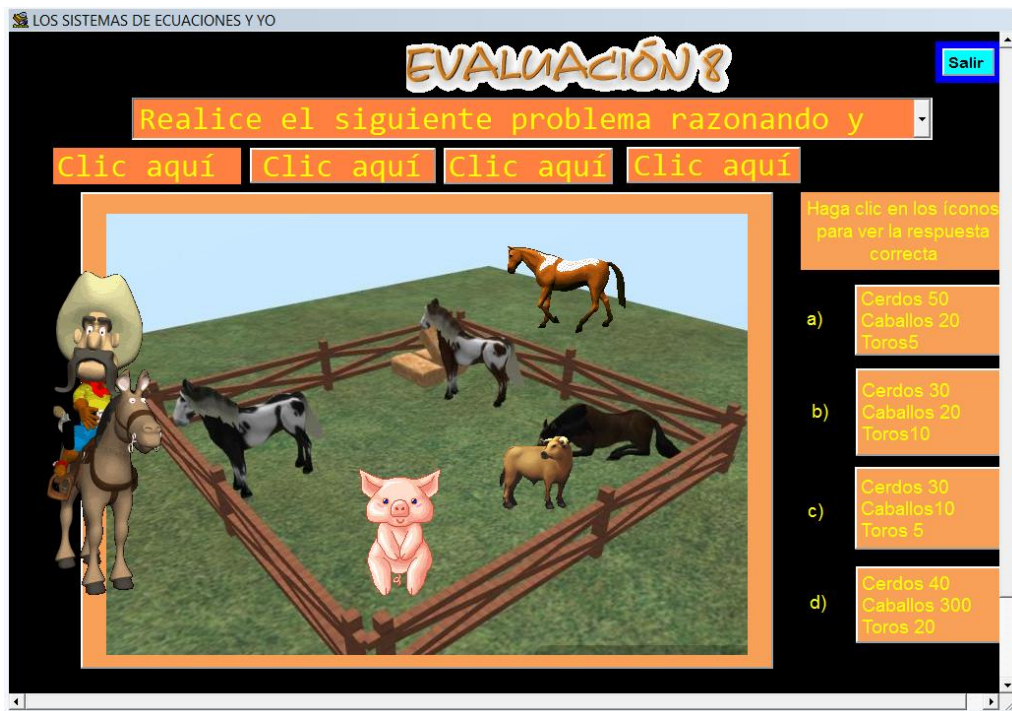 LOS SISTEMAS DE ECUACIONES Y YO
EVALUACIÓN 8
Salir
Realice el siguiente problema razonando y
Clic aquí
Clic aquí
Clic aquí
Clic aquí
Haga clic en los íconos
para ver la respuesta
correcta
a)
Cerdos 50
Caballos 20
Toros5
b)
Cerdos 30
Caballos 20
Toros10
c)
Cerdos 30
Caballos10
Toros 5
d)
Cerdos 40
Caballos 300
Toros 20